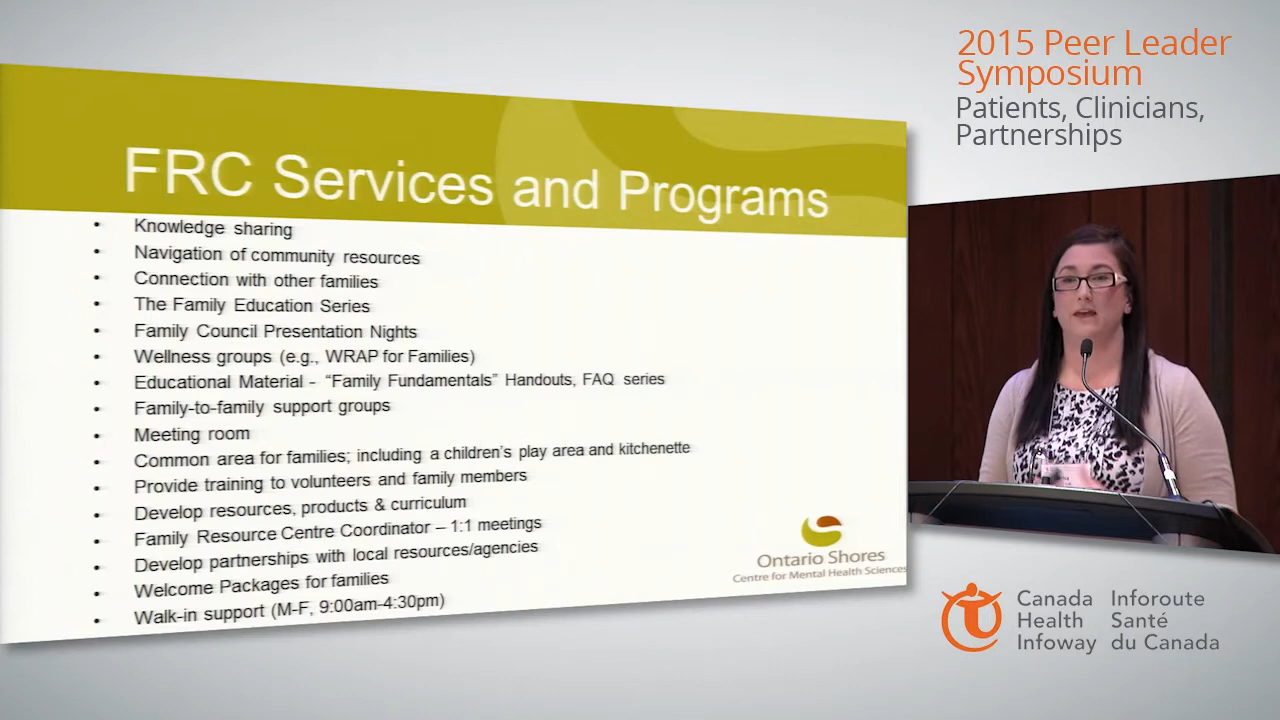 2015 Peer Leader
Symposium
Patients, Clinicians,
Partnerships
FRC Services and Programs
• Knowledge sharing
• Navigation of community resources
• Connection with other families
• The Family Education Series
• Family Council Presentation Nights
• Wellness groups (e.g., WRAP for Families)
• Educational Material - “Family Fundamentals” Handouts, FAQ series
• Family-to-family support groups
• Meeting room
• Common area for families; including a children’s play area and kitchenette
• Provide training to volunteers and family members
• Develop resources, products & curriculum
• Family Resource Centre Coordinator – 1:1 meetings
• Develop partnerships with local resources/agencies
• Welcome Packages for families
• Walk-in support (M-F, 9:00am-4:30pm)
Ontario Shores
Centre for Mental Health Sciences
Canada Health Infoway
Inforoute Santé du Canada